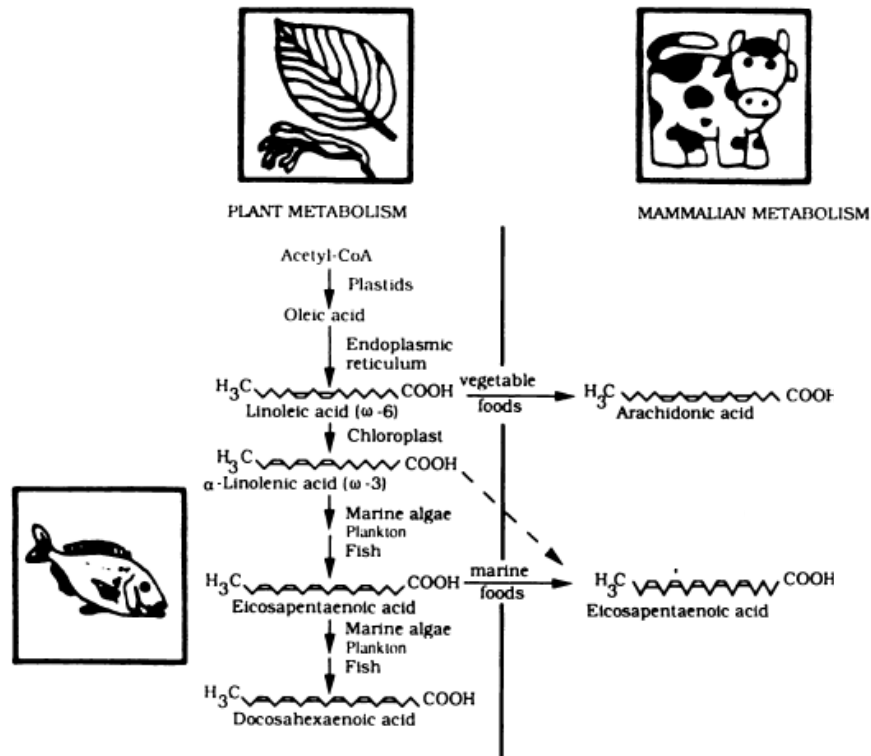 PLANT METABOLISM
MAMMALIAN METABOLISM
Acetyl-CoA
Plastids
Oleic acid
Endoplasmic
reticulum
H3C COOH
Linoleic acid (ω-6)
vegetable
foods
H3C COOH
Arachidonic acid
Chloroplast
H3C COOH
α-Linolenic acid (ω-3)
Marine algae
Plankton
Fish
H3C COOH
Eicosapentaenoic acid
marine
foods
H3C COOH
Eicosapentaenoic acid
Marine algae
Plankton
Fish
H3C COOH
Docosahexaenoic acid